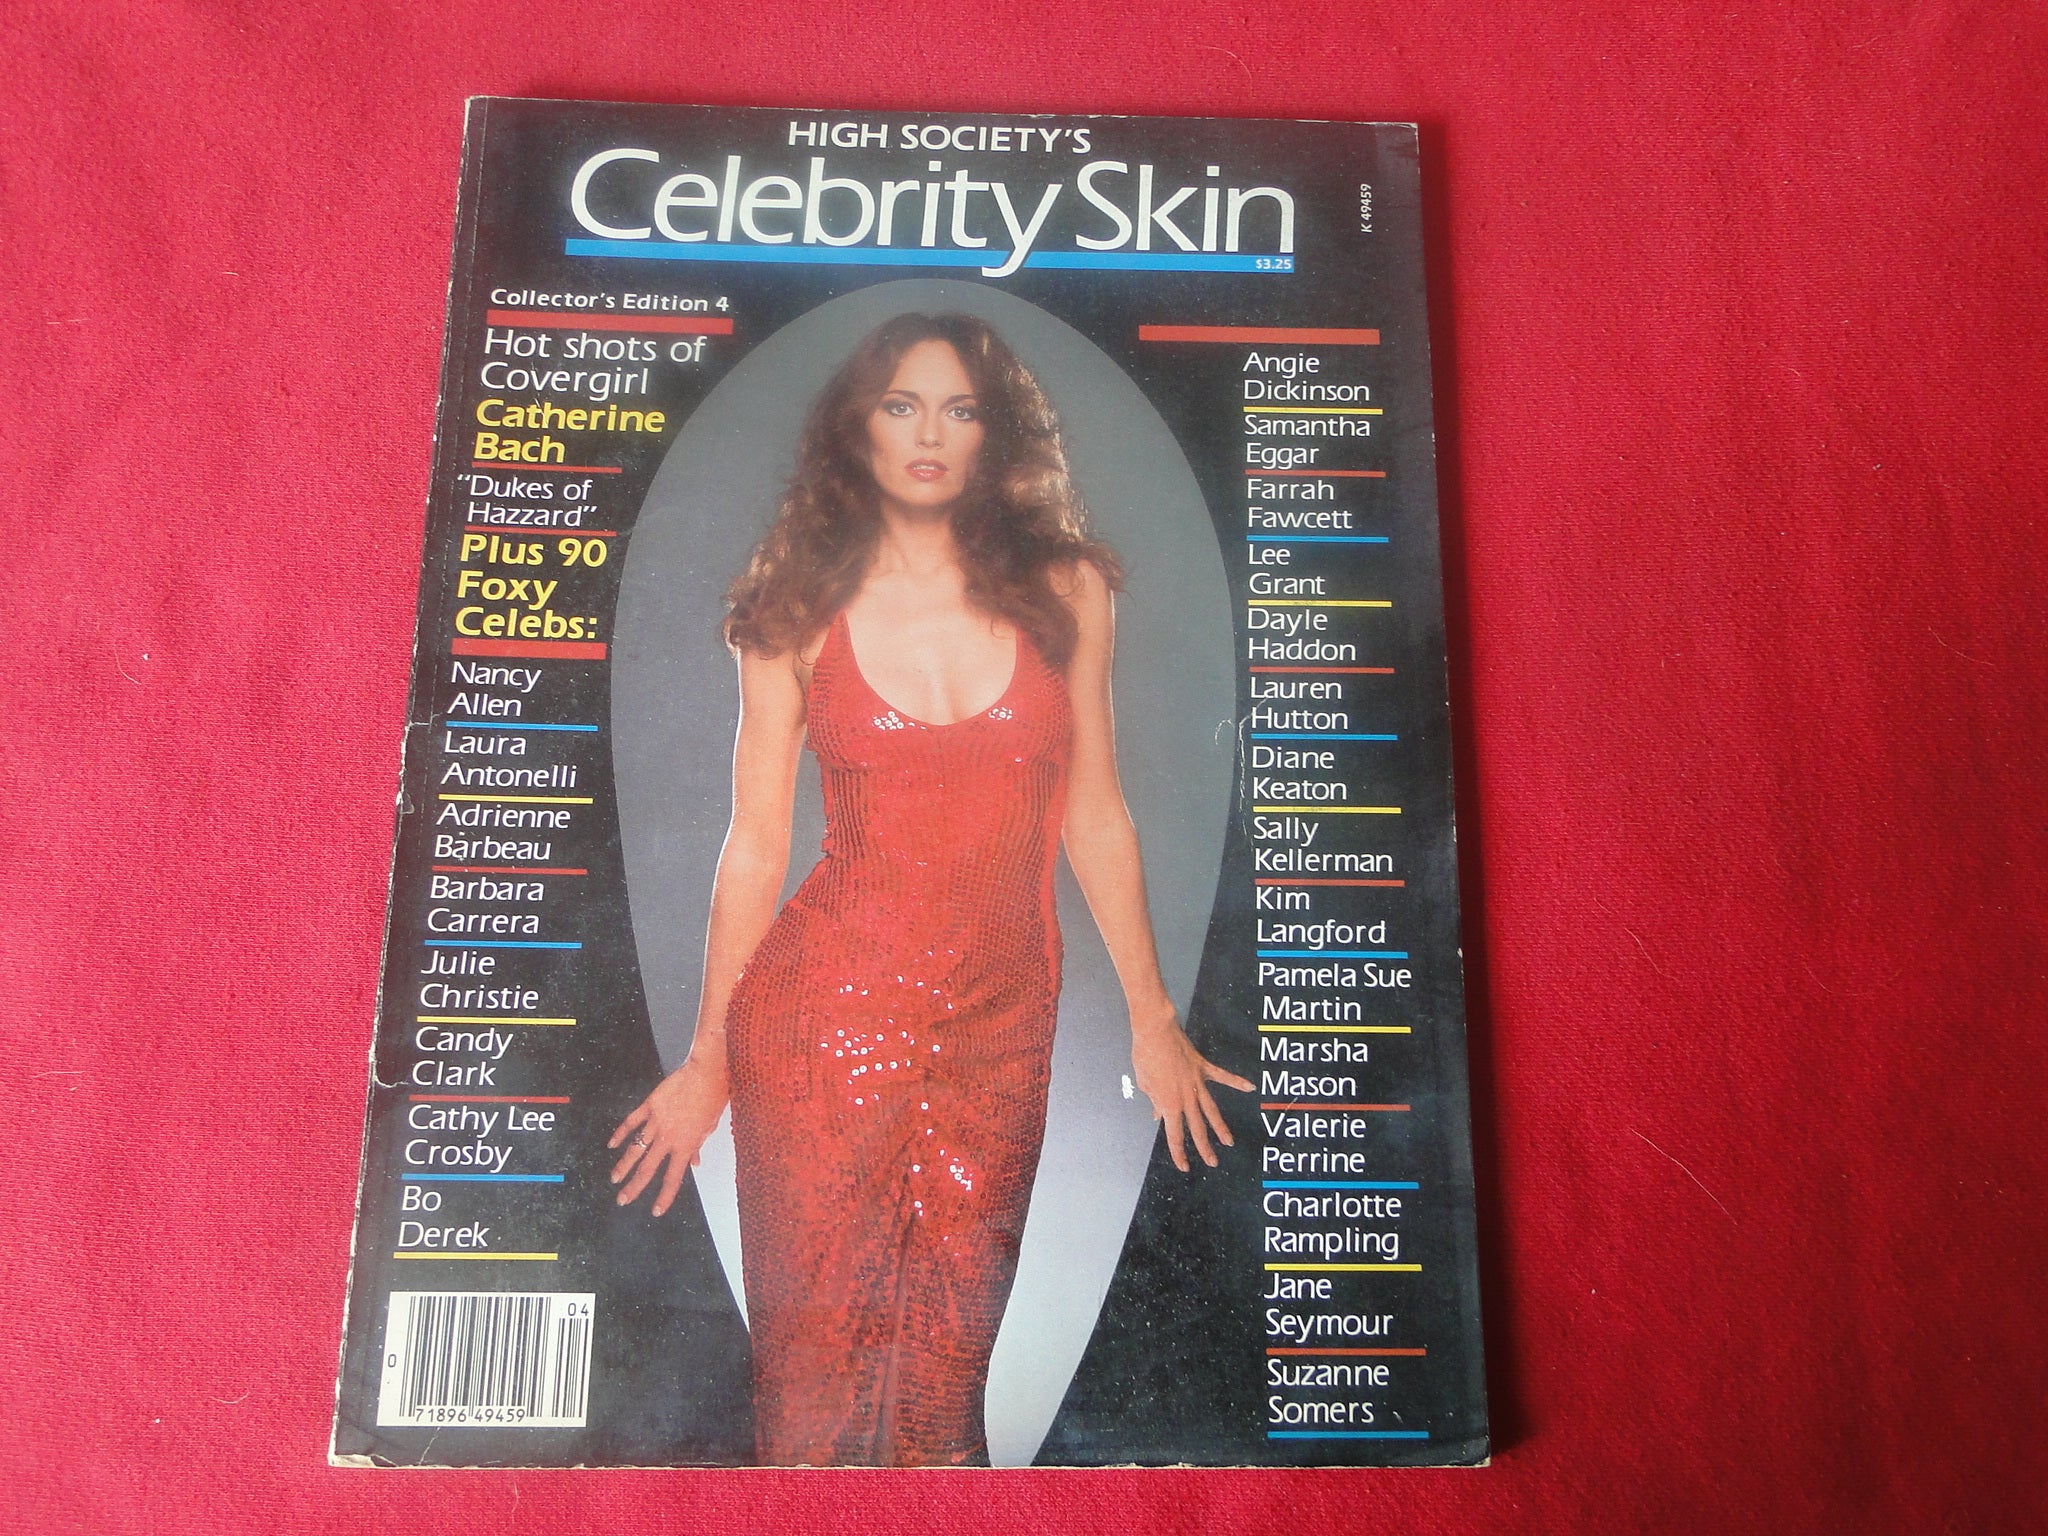 HIGH SOCIETY'S
Celebrity Skin
$3.25
K 49459
Collector's Edition 4
Hot shots of
Covergirl
Catherine
Bach
"Dukes of
Hazzard"
Plus 90
Foxy
Celebs:
Nancy
Allen
Laura
Antonelli
Adrienne
Barbeau
Barbara
Carrera
Julie
Christie
Candy
Clark
Cathy Lee
Crosby
Bo
Derek
Angie
Dickinson
Samantha
Eggar
Farrah
Fawcett
Lee
Grant
Dayle
Haddon
Lauren
Hutton
Diane
Keaton
Sally
Kellerman
Kim
Langford
Pamela Sue
Martin
Marsha
Mason
Valerie
Perrine
Charlotte
Rampling
Jane
Seymour
Suzanne
Somers
04
0
71896 49459